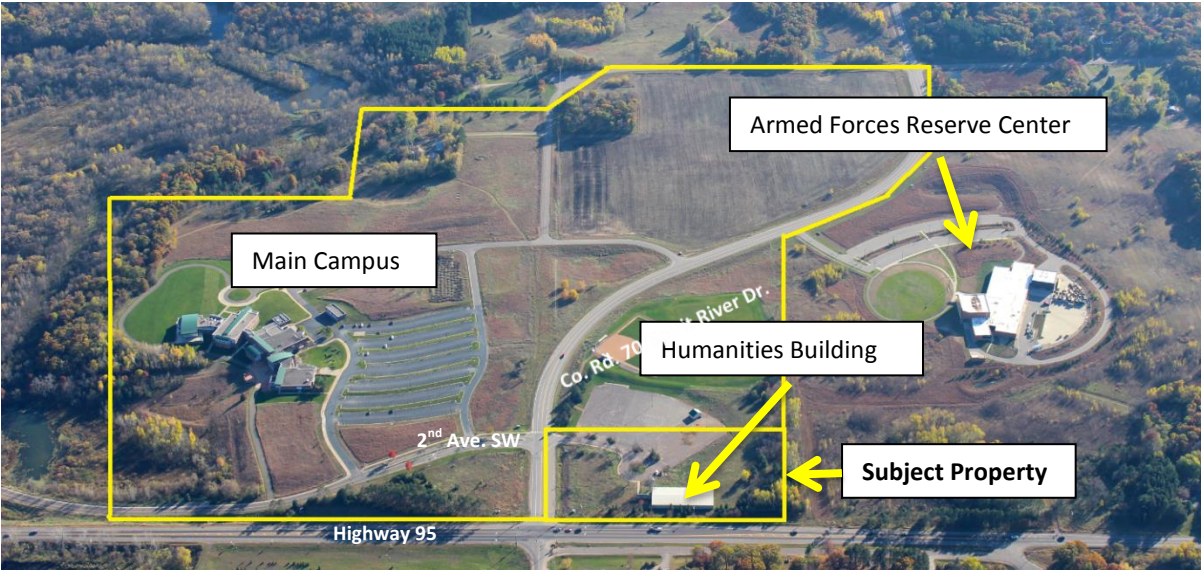 Armed Forces Reserve Center
Main Campus
Co. Rd. 70
it River Dr.
Humanities Building
2nd Ave. SW
Subject Property
Highway 95